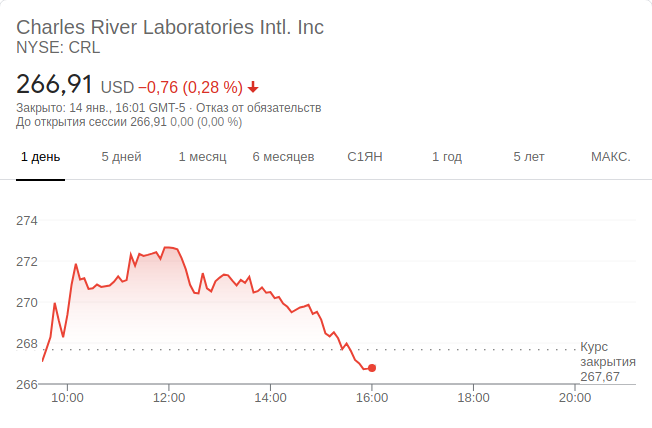 Charles River Laboratories Intl. Inc
NYSE: CRL
266,91 USD −0,76 (0,28 %)
Закрыто: 14 янв., 16:01 GMT-5 · Отказ от обязательств
До открытия сессии 266,91 0,00 (0,00 %)
1 день 5 дней 1 месяц 6 месяцев С1ЯН 1 год 5 лет МАКС.
274
272
270
268
Курс
закрытия
267,67
266
10:00 12:00 14:00 16:00 18:00 20:00